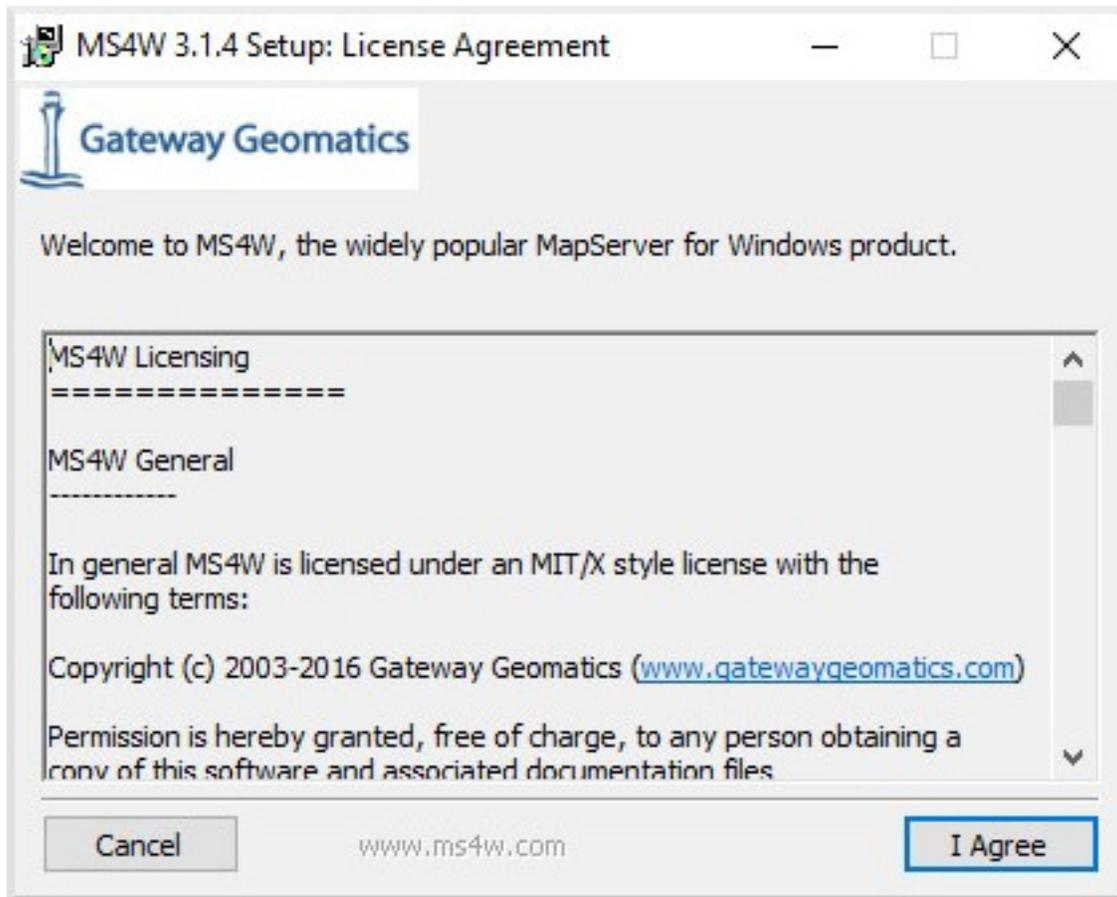 MS4W 3.1.4 Setup: License Agreement
Gateway Geomatics
Welcome to MS4W, the widely popular MapServer for Windows product.
MS4W Licensing
===============
MS4W General
------------
In general MS4W is licensed under an MIT/X style license with the
following terms:
Copyright (c) 2003-2016 Gateway Geomatics (www.gatewaygeomatics.com)
Permission is hereby granted, free of charge, to any person obtaining a
copy of this software and associated documentation files
Cancel
www.ms4w.com
I Agree